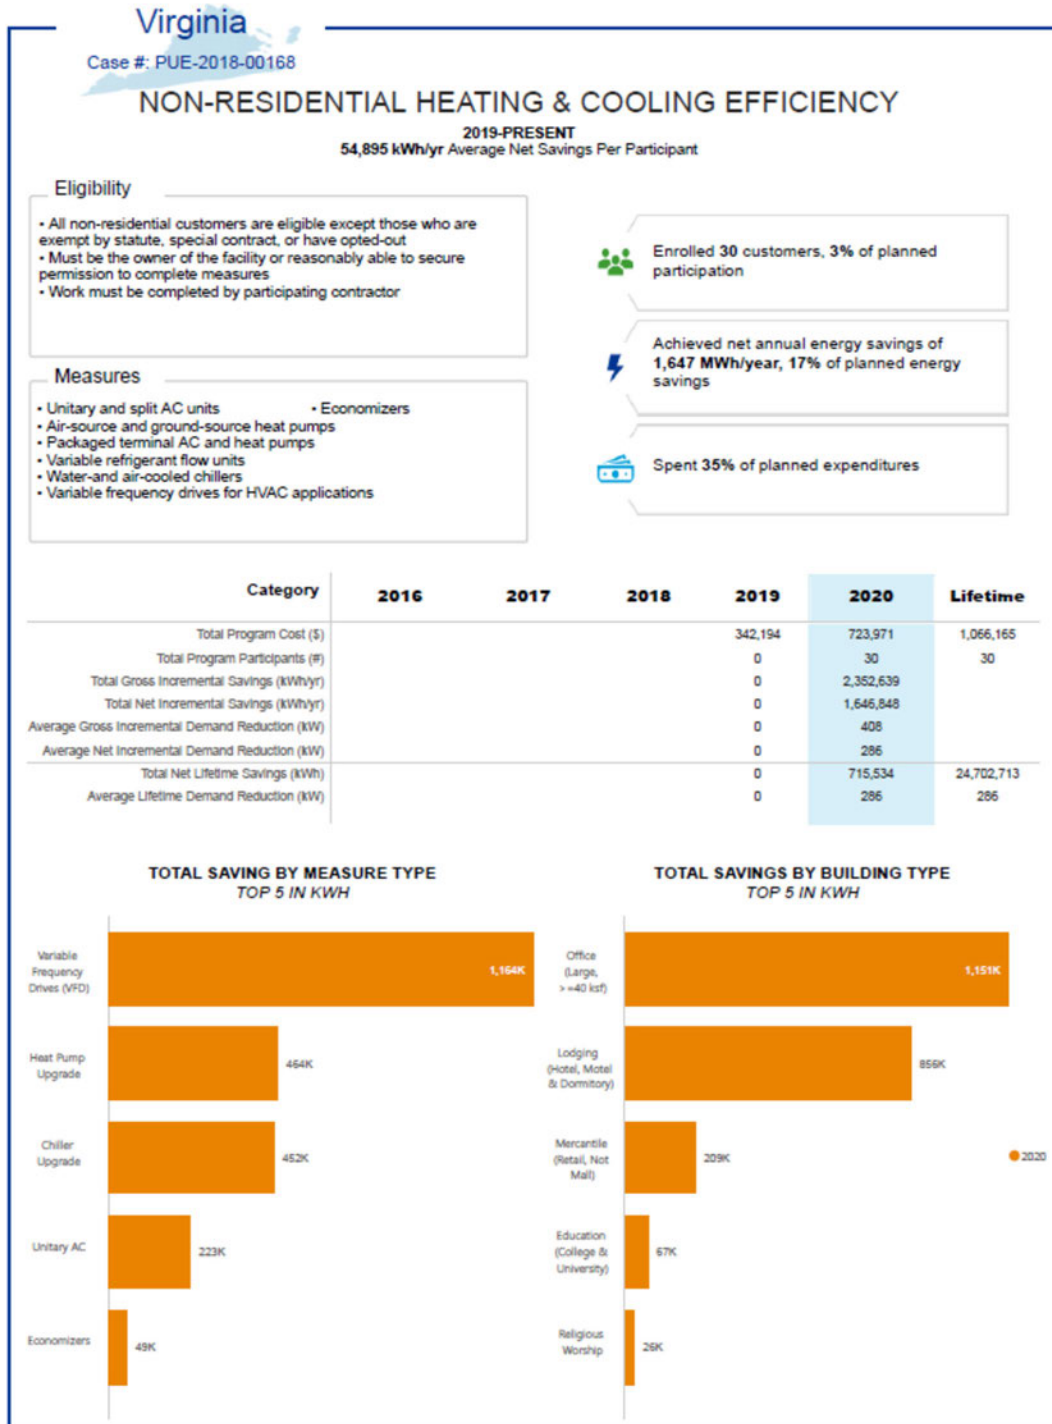 Virginia
Case #: PUE-2018-00168
NON-RESIDENTIAL HEATING & COOLING EFFICIENCY
2019-PRESENT
54,895 kWh/yr Average Net Savings Per Participant
Eligibility
• All non-residential customers are eligible except those who are
exempt by statute, special contract, or have opted-out
• Must be the owner of the facility or reasonably able to secure
permission to complete measures
• Work must be completed by participating contractor
Enrolled 30 customers, 3% of planned
participation
Achieved net annual energy savings of
1,647 MWh/year, 17% of planned energy
savings
Spent 35% of planned expenditures
Measures
• Unitary and split AC units • Economizers
• Air-source and ground-source heat pumps
• Packaged terminal AC and heat pumps
• Variable refrigerant flow units
• Water-and air-cooled chillers
• Variable frequency drives for HVAC applications
Category 2016 2017 2018 2019 2020 Lifetime
Total Program Cost ($) 342,194 723,971 1,066,165
Total Program Participants (#) 0 30 30
Total Gross Incremental Savings (kWh/yr) 0 2,352,639
Total Net Incremental Savings (kWh/yr) 0 1,646,848
Average Gross Incremental Demand Reduction (kW) 0 408
Average Net Incremental Demand Reduction (kW) 0 286
Total Net Lifetime Savings (kWh) 0 715,534 24,702,713
Average Lifetime Demand Reduction (kW) 0 286 286
TOTAL SAVING BY MEASURE TYPE
TOP 5 IN KWH
Variable
Frequency
Drives (VFD)
1,164K
Heat Pump
Upgrade
464K
Chiller
Upgrade
452K
Unitary AC
223K
Economizers
49K
TOTAL SAVINGS BY BUILDING TYPE
TOP 5 IN KWH
Office
(Large,
>=40 ksf)
1,151K
Lodging
(Hotel, Motel
& Dormitory)
856K
Mercantile
(Retail, Not
Mall)
209K
Education
(College &
University)
67K
Religious
Worship
26K
2020